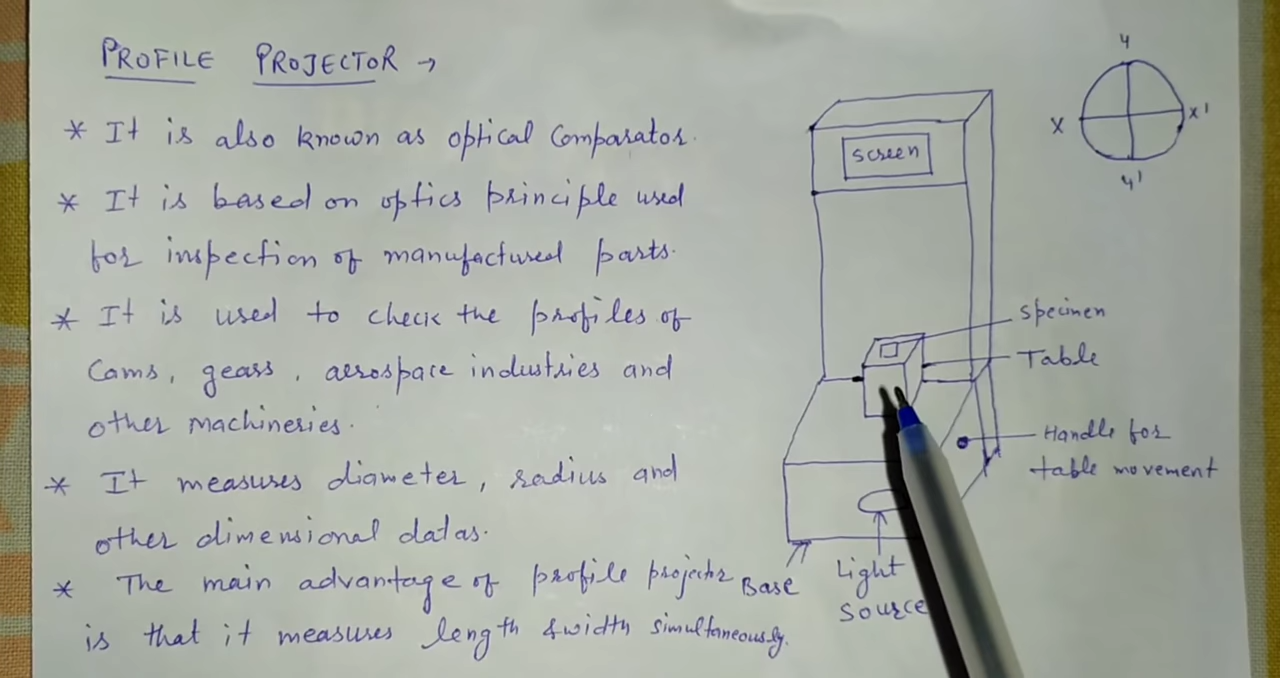 PROFILE PROJECTOR →
* It is also known as optical Comparator.
* It is based on optics principle used
for inspection of manufactured parts.
* It is used to check the profiles of
Cams, gears, aerospace industries and
other machineries.
* It measures diameter, radius and
other dimensional datas.
* The main advantage of profile projector
is that it measures length & width simultaneously.
screen
Specimen
Table
Handle for
table movement
Base
Light
Source
y
X
x'
y'